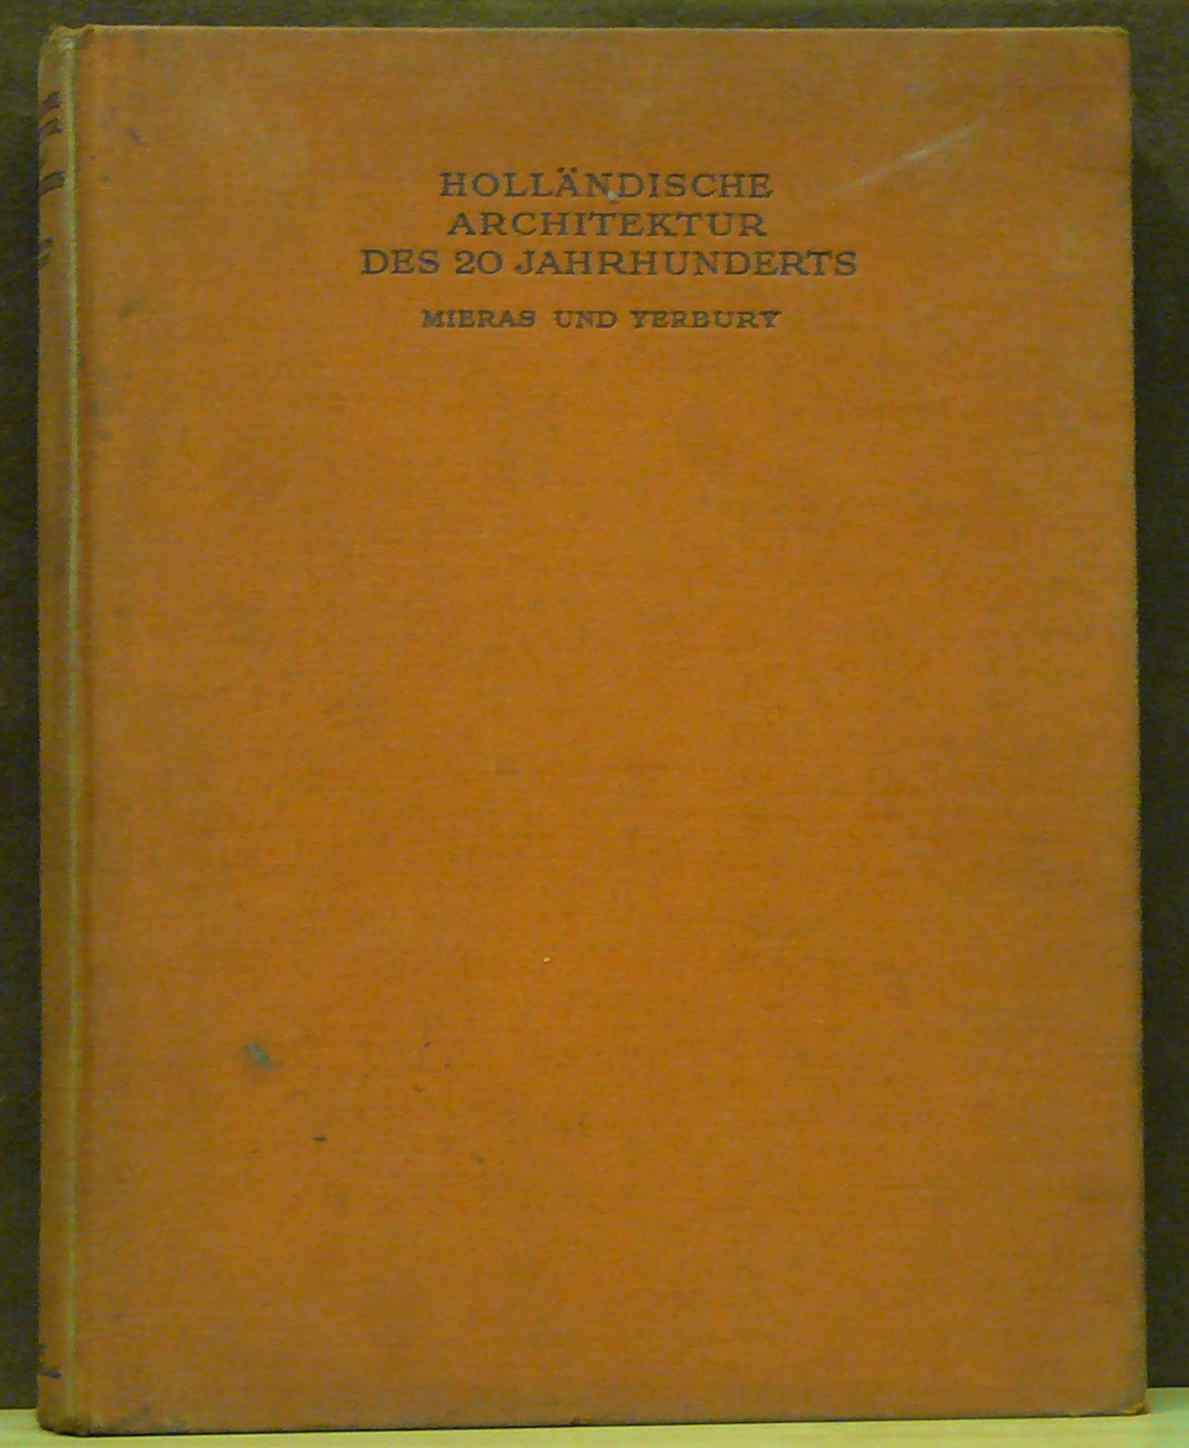 HOLLÄNDISCHE
ARCHITEKTUR
DES 20 JAHRHUNDERTS
MIERAS UND YERBURY